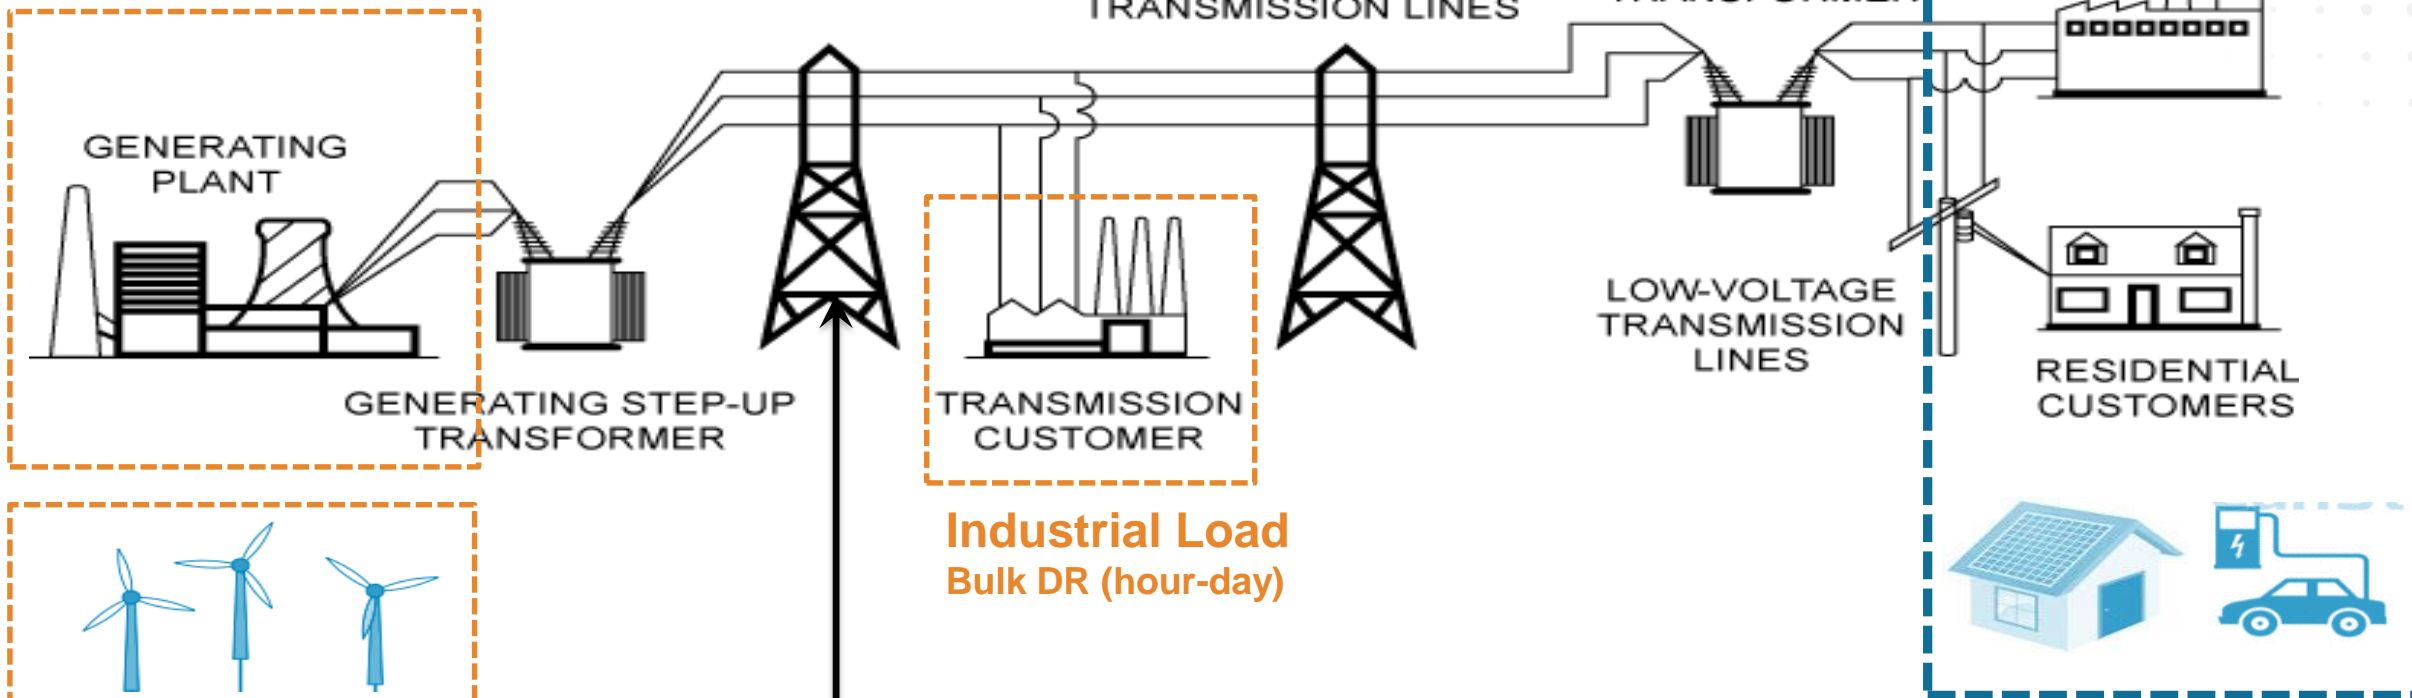 TRANSMISSION LINES
TRANSFORMER
GENERATING
PLANT
LOW-VOLTAGE
TRANSMISSION
LINES
RESIDENTIAL
CUSTOMERS
GENERATING STEP-UP
TRANSFORMER
TRANSMISSION
CUSTOMER
Industrial Load
Bulk DR (hour-day)